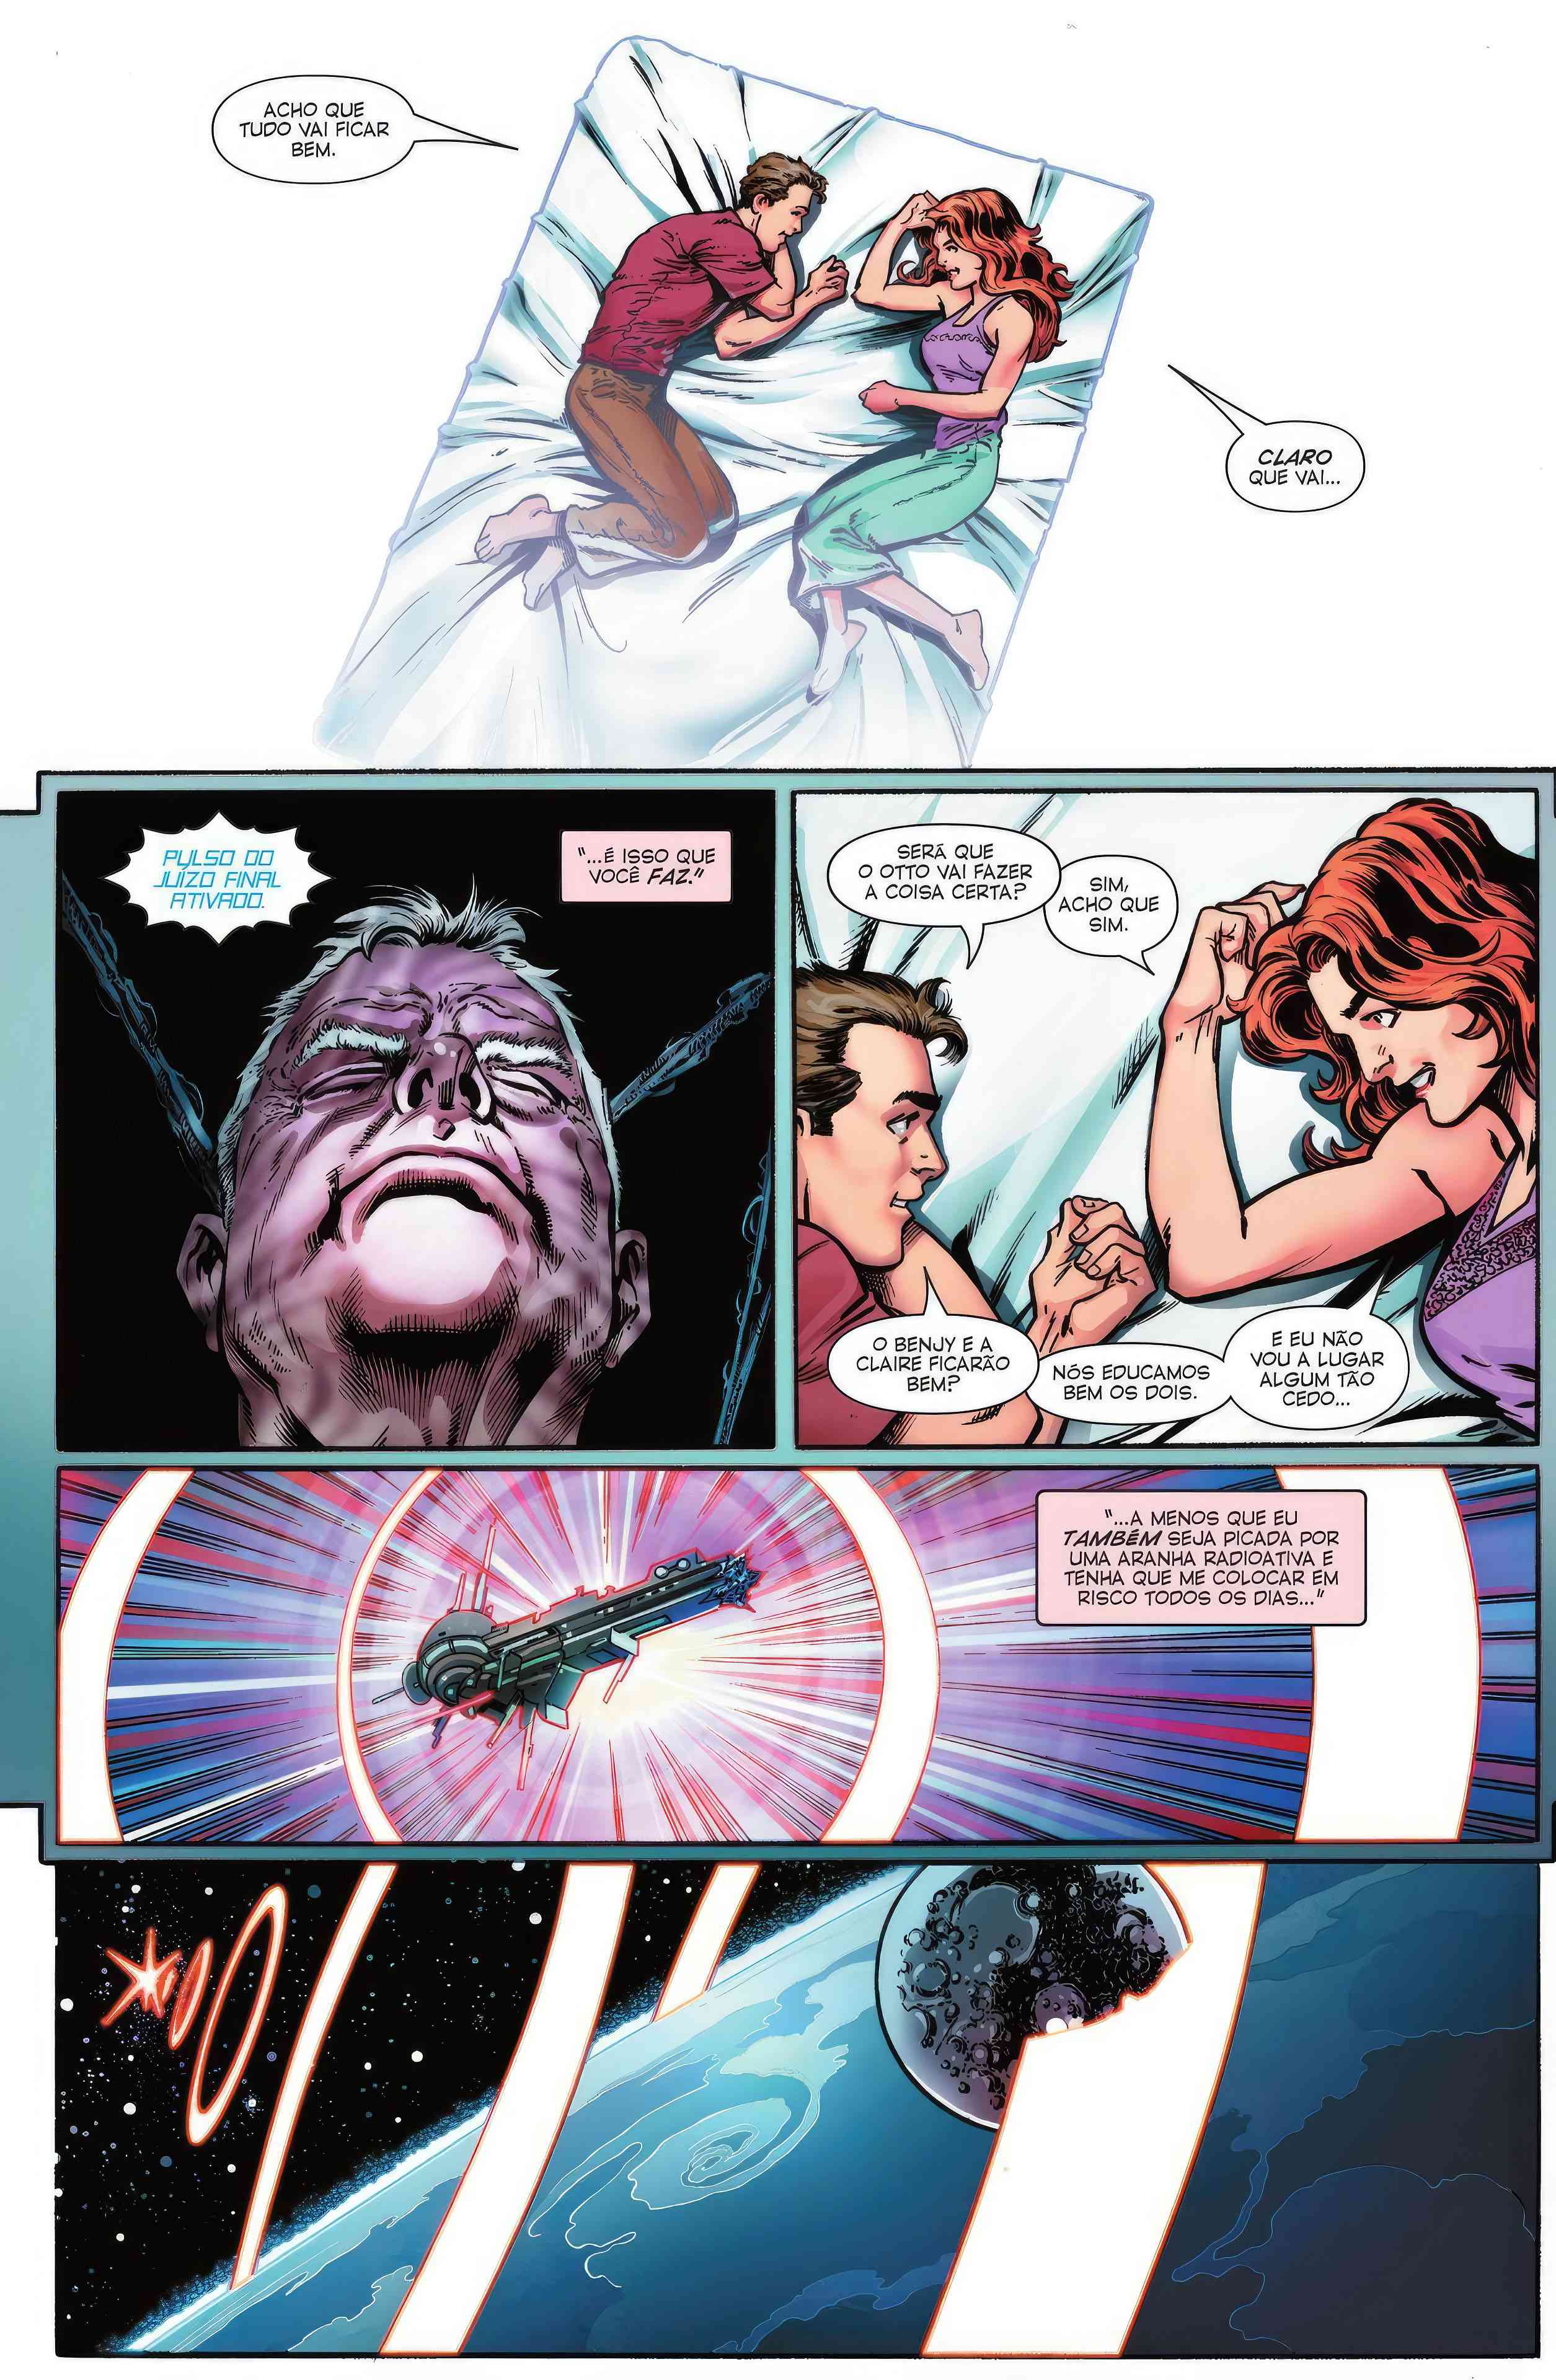 ACHO QUE
TUDO VAI FICAR
BEM.
CLARO
QUE VAI...
PULSO DO
JUÍZO FINAL
ATIVADO.
"...É ISSO QUE
VOCÊ FAZ."
SERÁ QUE
O OTTO VAI FAZER
A COISA CERTA?
SIM,
ACHO QUE
SIM.
O BENJY E A
CLAIRE FICARÃO
BEM?
NÓS EDUCAMOS
BEM OS DOIS.
E EU NÃO
VOU A LUGAR
ALGUM TÃO
CEDO...
"...A MENOS QUE EU
TAMBÉM SEJA PICADA POR
UMA ARANHA RADIOATIVA E
TENHA QUE ME COLOCAR EM
RISCO TODOS OS DIAS..."